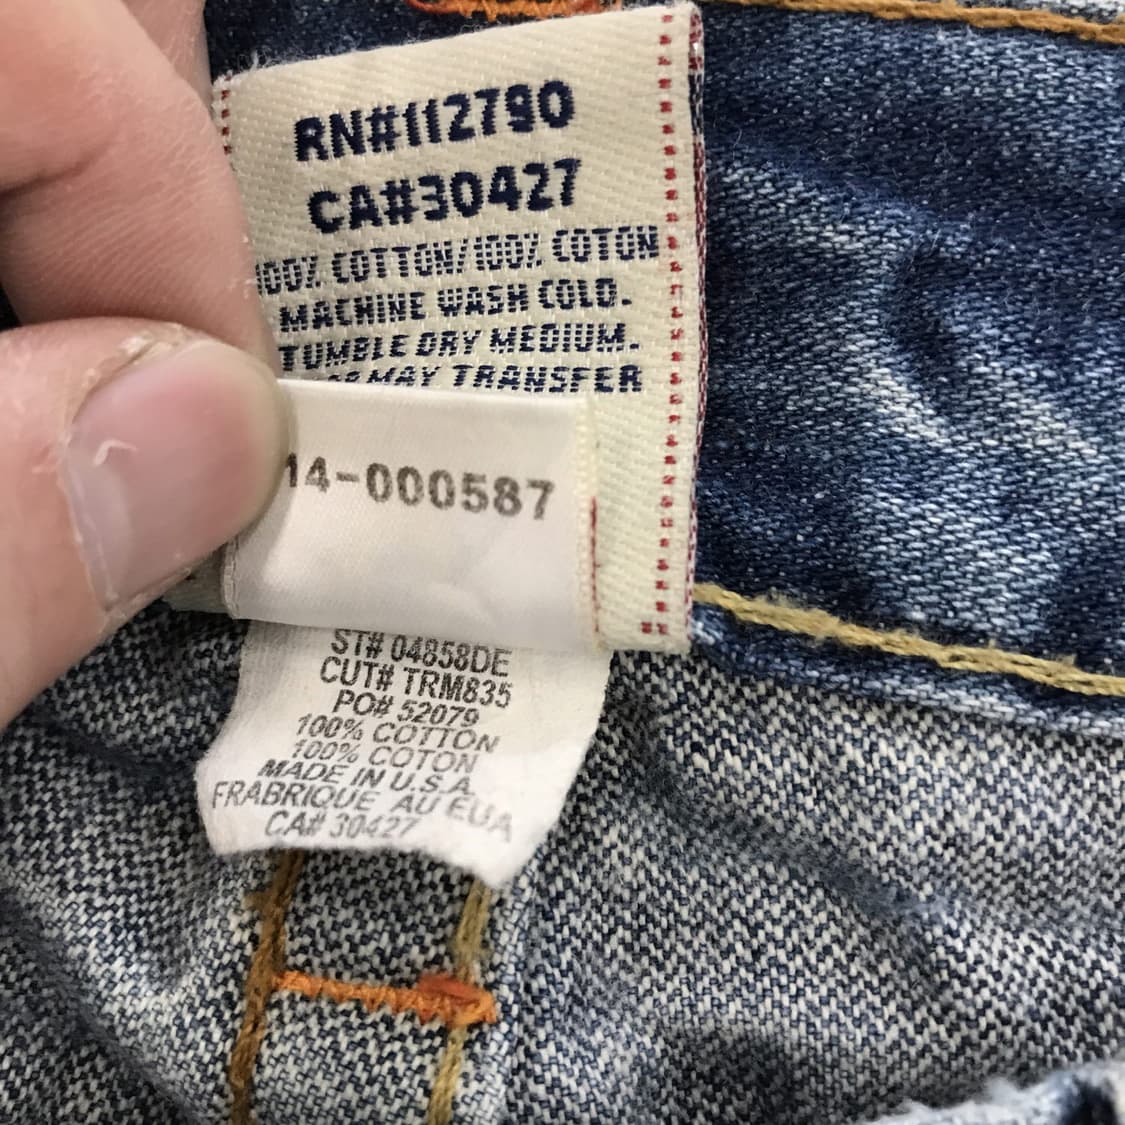 RN#112790
CA#30427
100% COTTON/100% COTON
MACHINE WASH COLD.
TUMBLE DRY MEDIUM.
MAY TRANSFER
14-000587
ST# 04858DE
CUT# TRM835
PO# 52079
100% COTTON
100% COTON
MADE IN U.S.A
FRABRIQUE AU EUA
CA# 30427